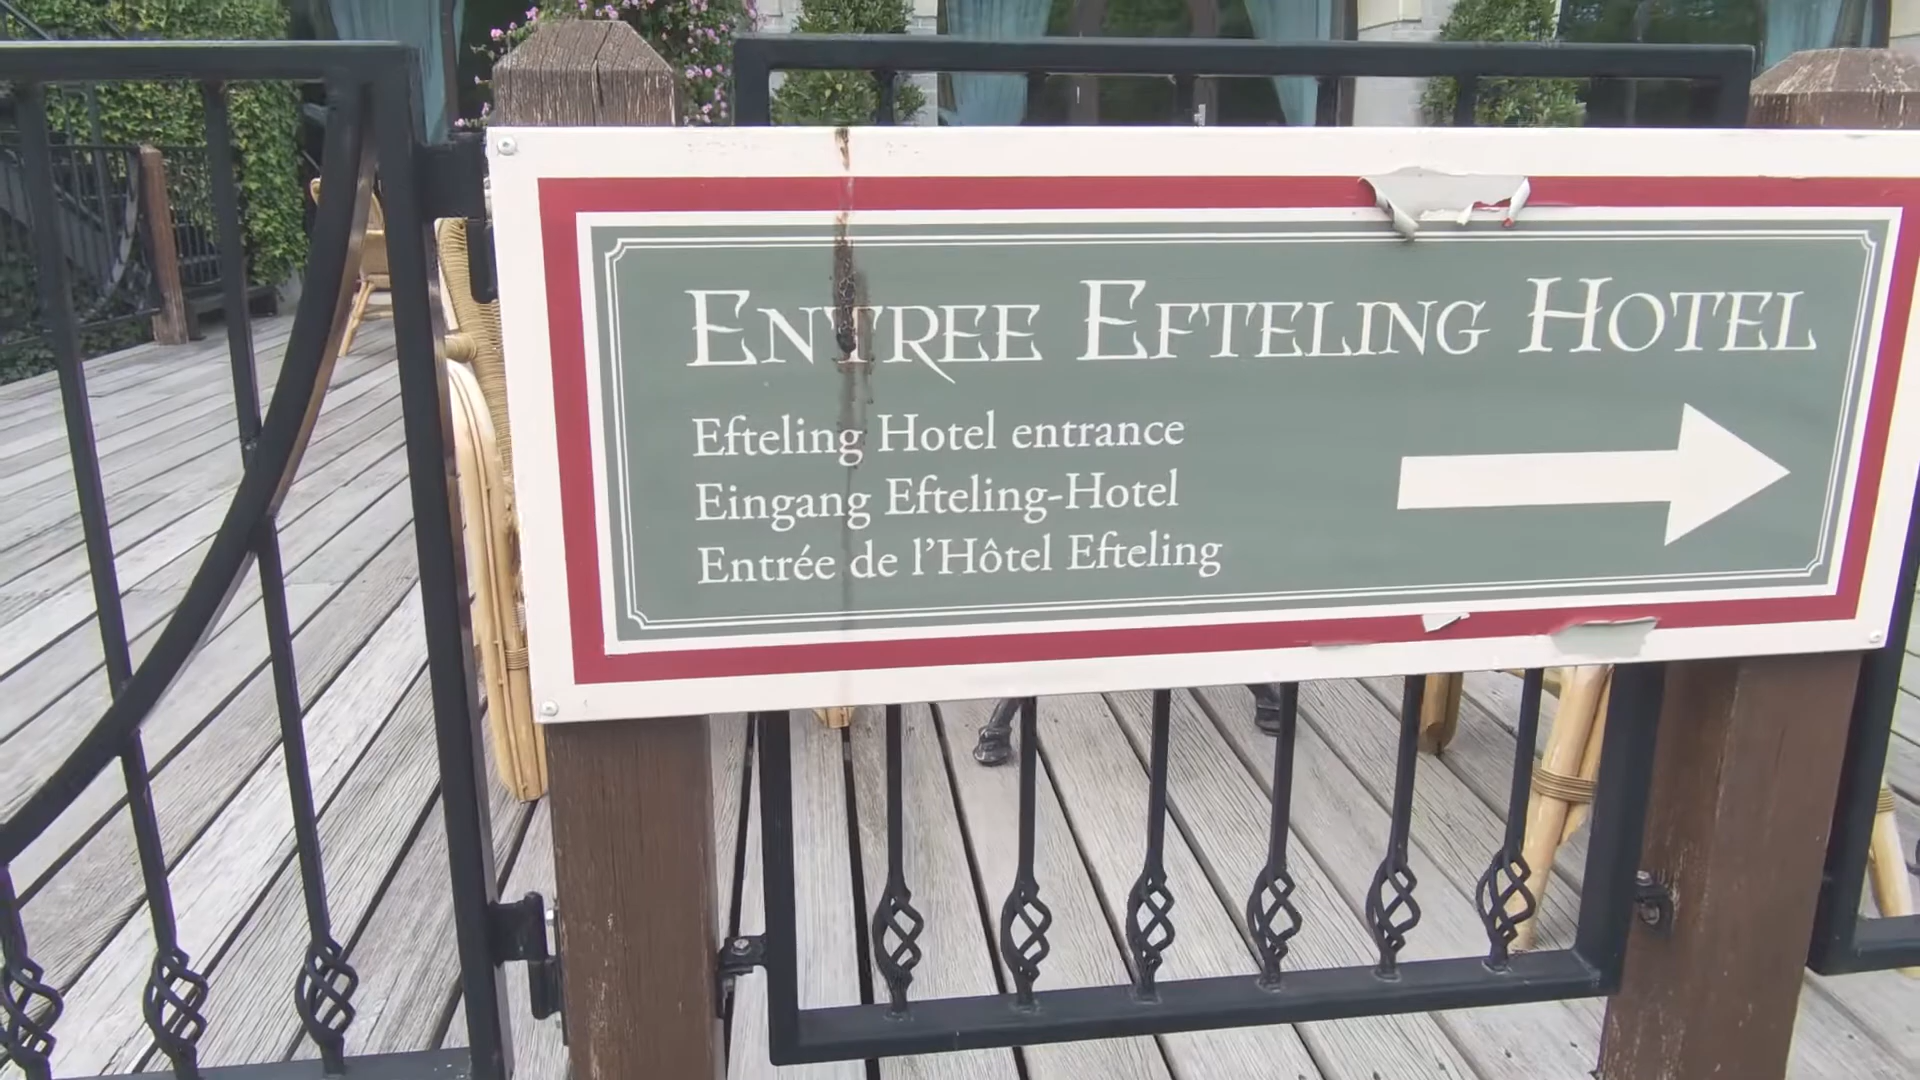 Entree Efteling Hotel
Efteling Hotel entrance
Eingang Efteling-Hotel
Entrée de l’Hôtel Efteling